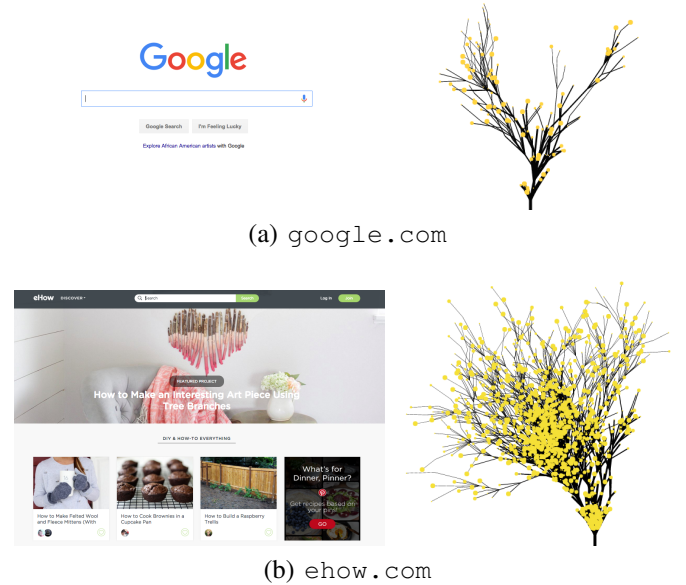 Google
Google Search I'm Feeling Lucky
Explore African American artists with Google
(a) google.com
eHow DISCOVER Search Search Log In Join
FEATURED PROJECT
How to Make an Interesting Art Piece Using
Tree Branches
DIY & HOW-TO EVERYTHING
How to Make Felted Wool
and Fleece Mittens (With
How to Cook Brownies in a
Cupcake Pan
How to Build a Raspberry
Trellis
What's for
Dinner, Pinner?
Get recipes based on
your pins!
GO
(b) ehow.com